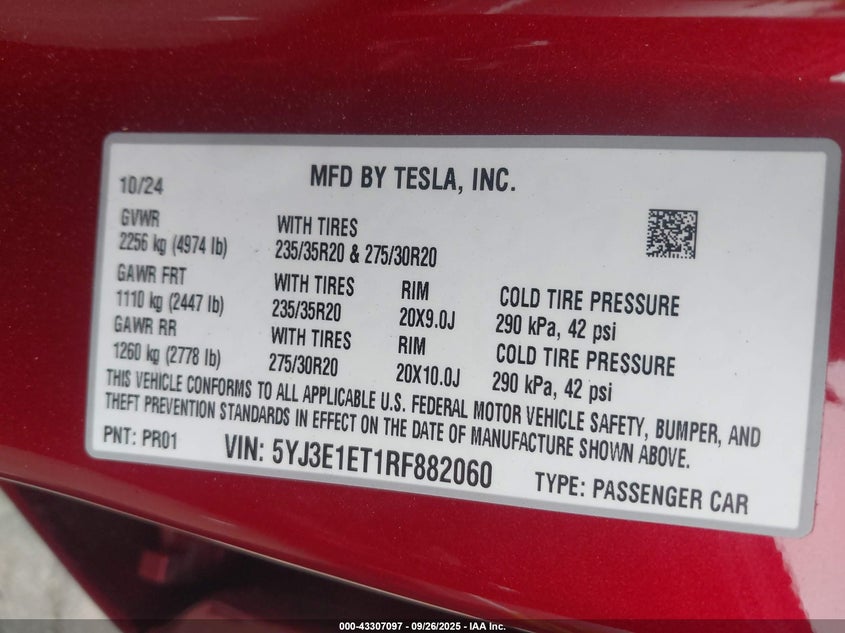 10/24 MFD BY TESLA, INC.
GVWR WITH TIRES
2256 kg (4974 lb) 235/35R20 & 275/30R20
GAWR FRT WITH TIRES RIM COLD TIRE PRESSURE
1110 kg (2447 lb) 235/35R20 20X9.0J 290 kPa, 42 psi
GAWR RR WITH TIRES RIM COLD TIRE PRESSURE
1260 kg (2778 lb) 275/30R20 20X10.0J 290 kPa, 42 psi
THIS VEHICLE CONFORMS TO ALL APPLICABLE U.S. FEDERAL MOTOR VEHICLE SAFETY, BUMPER, AND
THEFT PREVENTION STANDARDS IN EFFECT ON THE DATE OF MANUFACTURE SHOWN ABOVE.
PNT: PR01 VIN: 5YJ3E1ET1RF882060 TYPE: PASSENGER CAR
000-43307097 - 09/26/2025 - IAA Inc.